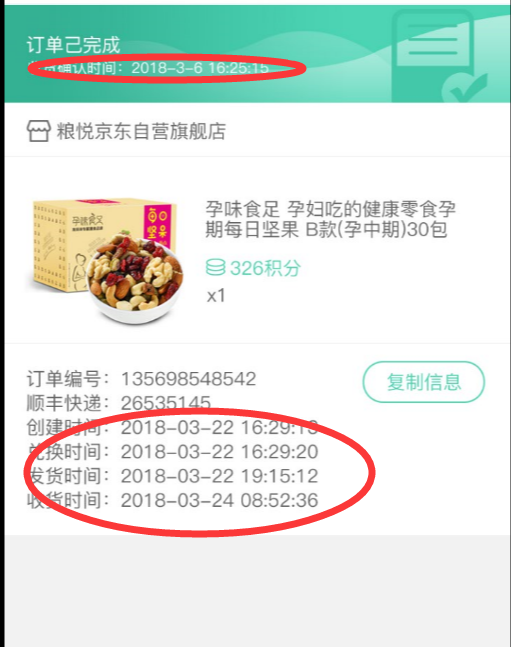 订单己完成
确认时间：2018-3-6 16:25:15
粮悦京东自营旗舰店
孕味食足
每日坚果
孕味食足 孕妇吃的健康零食孕
期每日坚果 B款(孕中期)30包
326积分
x1
订单编号：135698548542
复制信息
顺丰快递：26535145
创建时间：2018-03-22 16:29:13
兑换时间：2018-03-22 16:29:20
发货时间：2018-03-22 19:15:12
收货时间：2018-03-24 08:52:36